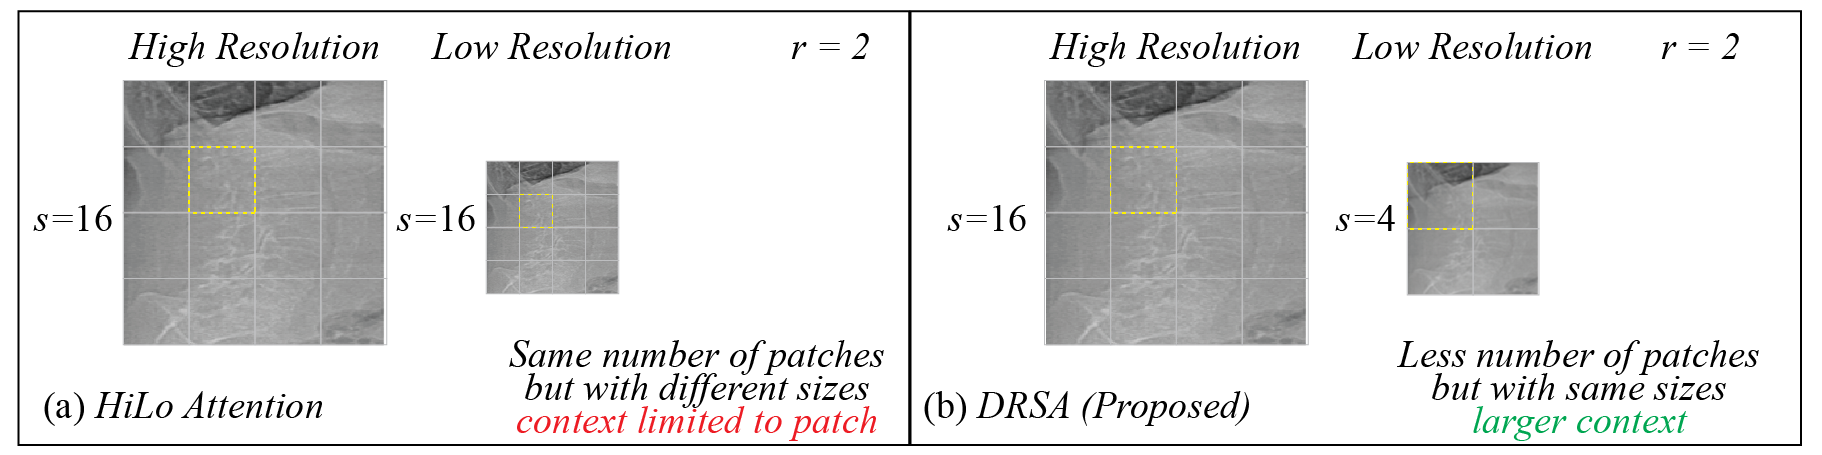 High Resolution Low Resolution r = 2
s=16 s=16
Same number of patches
but with different sizes
context limited to patch
(a) HiLo Attention
High Resolution Low Resolution r = 2
s=16 s=4
Less number of patches
but with same sizes
larger context
(b) DRSA (Proposed)